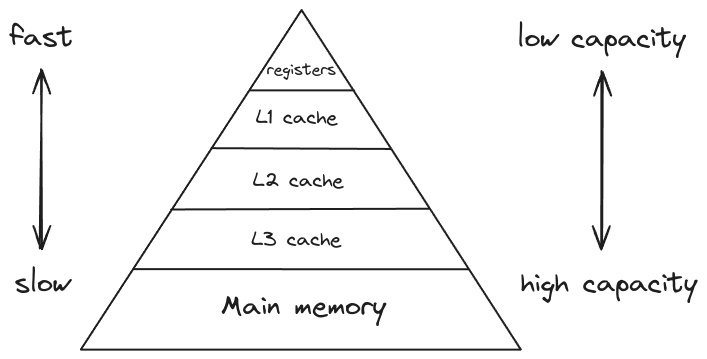 fast
low capacity
registers
L1 cache
L2 cache
L3 cache
slow
high capacity
Main memory